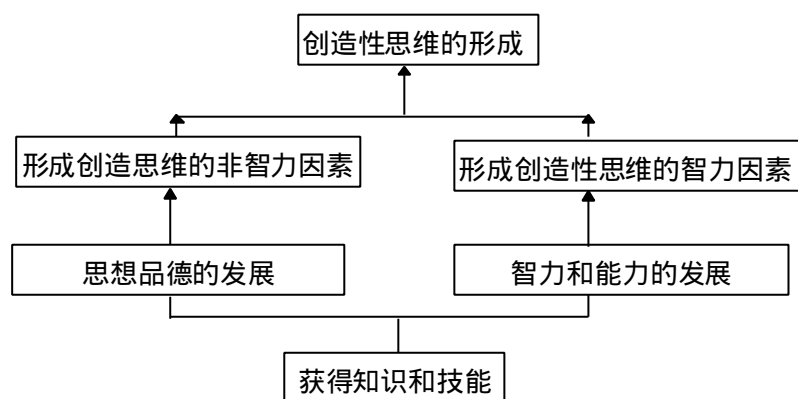 创造性思维的形成
形成创造思维的非智力因素
形成创造性思维的智力因素
思想品德的发展
智力和能力的发展
获得知识和技能